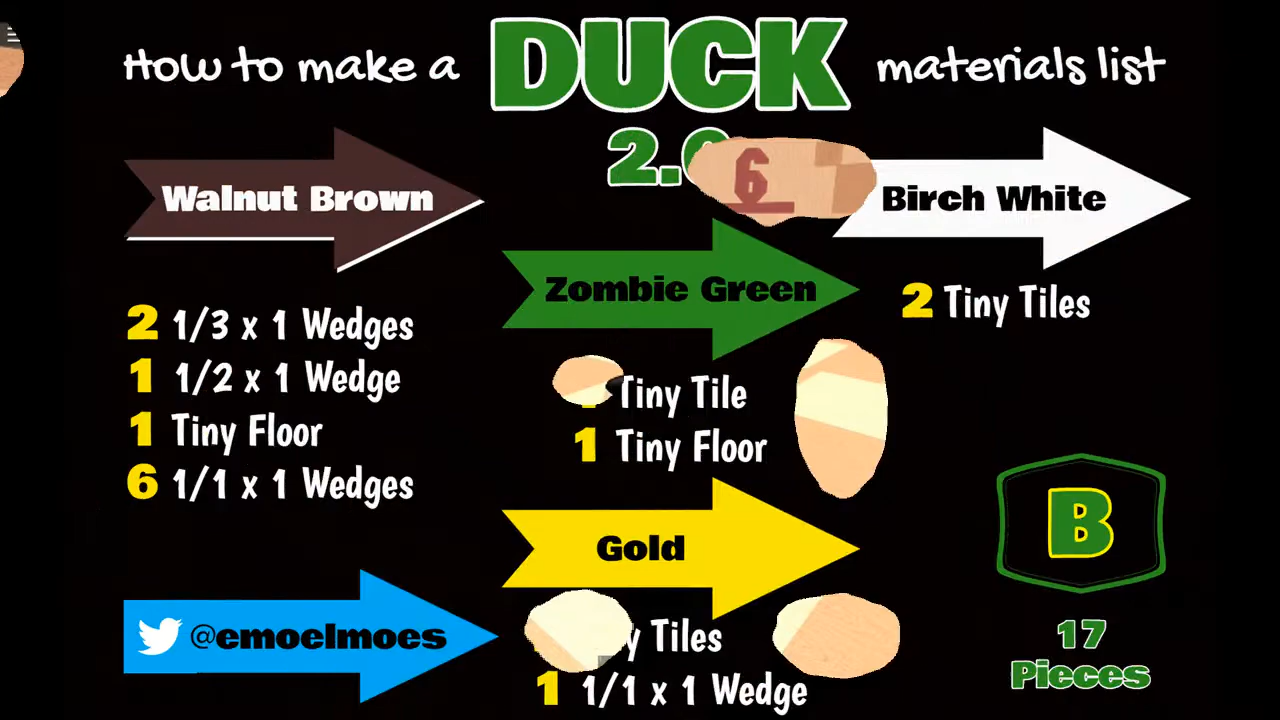 How to make a DUCK materials list
2.
6
Walnut Brown
2 1/3 x 1 Wedges
1 1/2 x 1 Wedge
1 Tiny Floor
6 1/1 x 1 Wedges
@emoelmoes
Zombie Green
Tiny Tile
1 Tiny Floor
Gold
Tiles
1 1/1 x 1 Wedge
Birch White
2 Tiny Tiles
B
17
Pieces